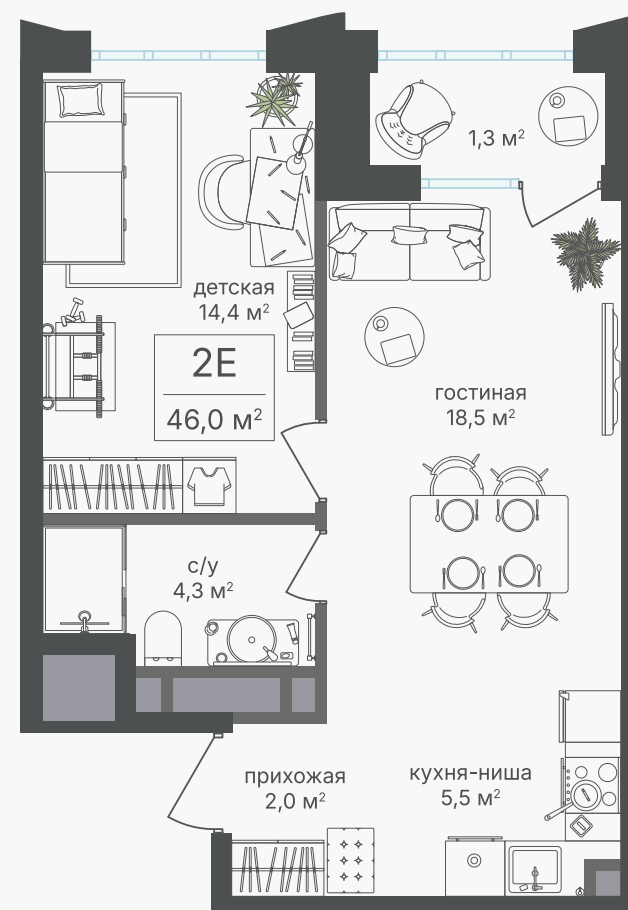 1,3 м²
детская
14,4 м²
2Е
46,0 м²
гостиная
18,5 м²
с/у
4,3 м²
прихожая
2,0 м²
кухня-ниша
5,5 м²